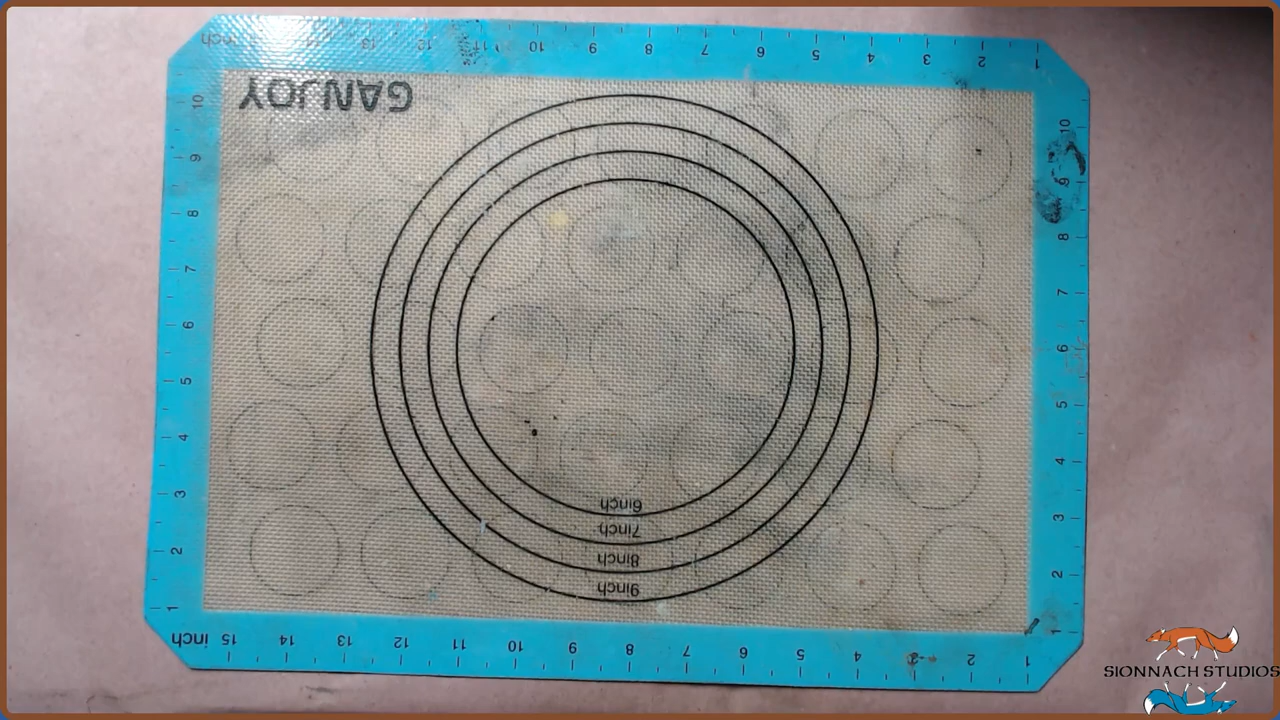 inch 13 12 11 10 9 8 7 6 5 4 3 2 1
GANJOY
10 9 8 7 6 5 4 3 2 1
10 9 8 7 6 5 4 3 2 1
6inch
7inch
8inch
9inch
inch 15 14 13 12 11 10 9 8 7 6 5 4 3 2 1
SIONNACH STUDIOS